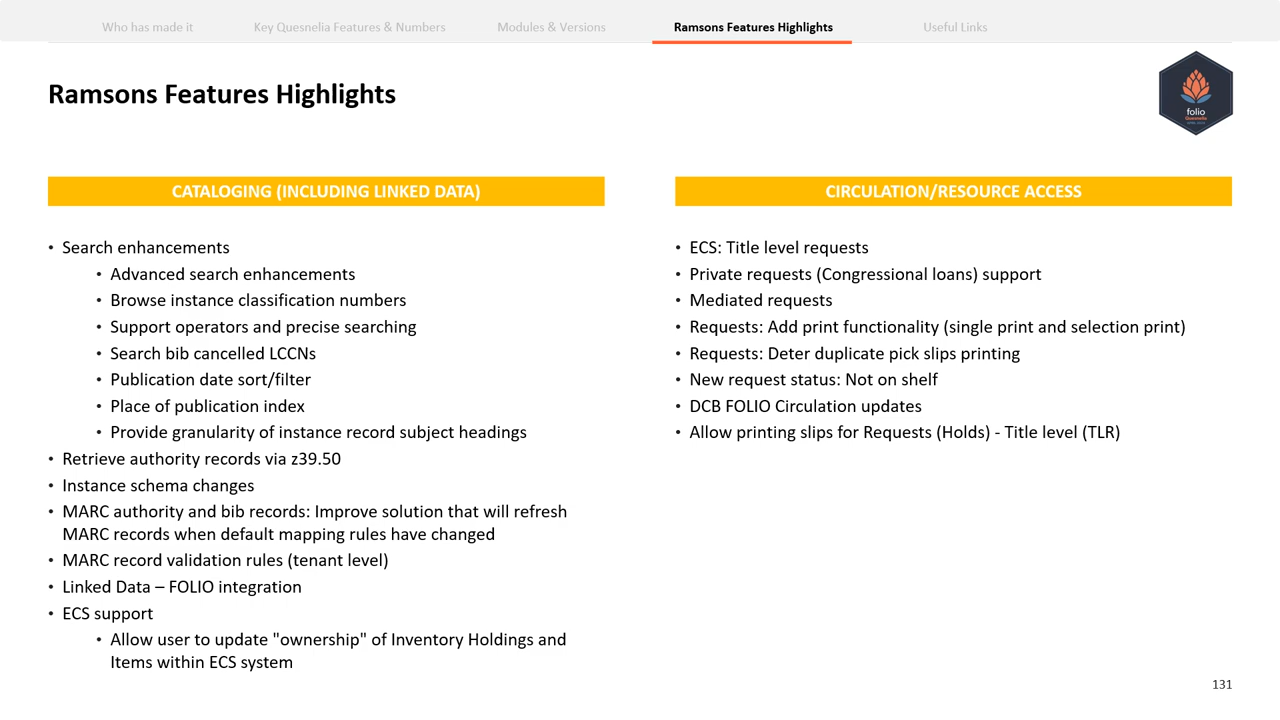 Who has made it
Key Quesnelia Features & Numbers
Modules & Versions
Ramsons Features Highlights
Useful Links
Ramsons Features Highlights
folio
Quesnelia
CATALOGING (INCLUDING LINKED DATA)
• Search enhancements
• Advanced search enhancements
• Browse instance classification numbers
• Support operators and precise searching
• Search bib cancelled LCCNs
• Publication date sort/filter
• Place of publication index
• Provide granularity of instance record subject headings
• Retrieve authority records via z39.50
• Instance schema changes
• MARC authority and bib records: Improve solution that will refresh
MARC records when default mapping rules have changed
• MARC record validation rules (tenant level)
• Linked Data – FOLIO integration
• ECS support
• Allow user to update "ownership" of Inventory Holdings and
Items within ECS system
CIRCULATION/RESOURCE ACCESS
• ECS: Title level requests
• Private requests (Congressional loans) support
• Mediated requests
• Requests: Add print functionality (single print and selection print)
• Requests: Deter duplicate pick slips printing
• New request status: Not on shelf
• DCB FOLIO Circulation updates
• Allow printing slips for Requests (Holds) - Title level (TLR)
131